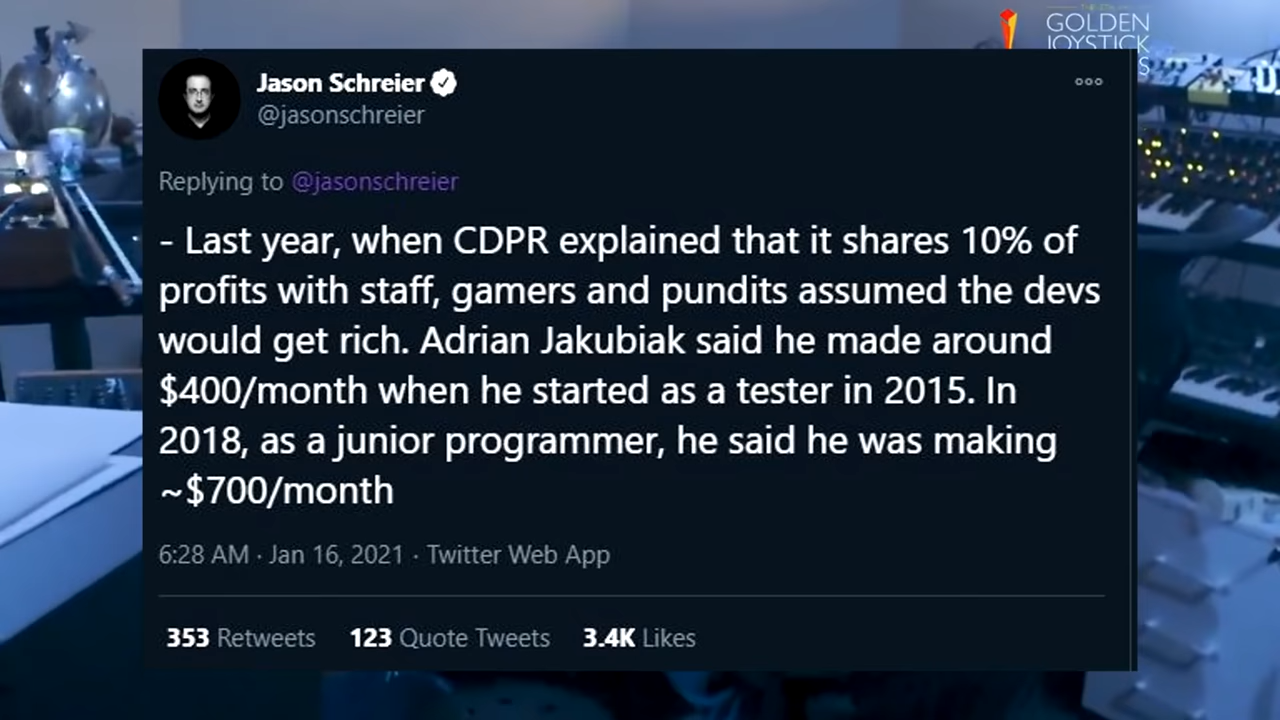 GOLDEN
JOYSTICK
Jason Schreier
@jasonschreier
Replying to @jasonschreier
- Last year, when CDPR explained that it shares 10% of
profits with staff, gamers and pundits assumed the devs
would get rich. Adrian Jakubiak said he made around
$400/month when he started as a tester in 2015. In
2018, as a junior programmer, he said he was making
~$700/month
6:28 AM · Jan 16, 2021 · Twitter Web App
353 Retweets 123 Quote Tweets 3.4K Likes